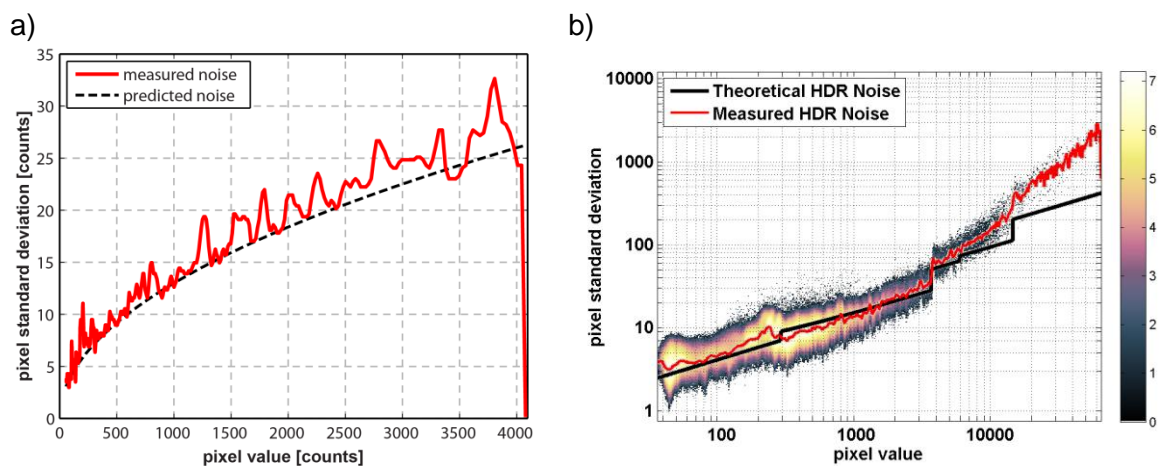 a)
35
30
25
20
15
10
5
0
pixel standard deviation [counts]
measured noise
predicted noise
0 500 1000 1500 2000 2500 3000 3500 4000
pixel value [counts]
b)
10000
1000
100
10
1
pixel standard deviation
Theoretical HDR Noise
Measured HDR Noise
100 1000 10000
pixel value
7
6
5
4
3
2
1
0